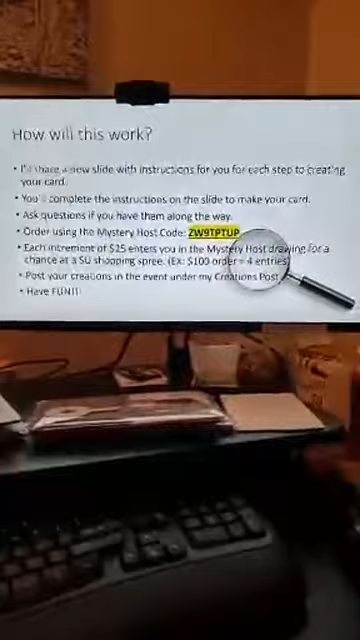 How will this work?
• I'll share a new slide with instructions for you for each step to creating
your card.
• You'll complete the instructions on the slide to make your card.
• Ask questions if you have them along the way.
• Order using the Mystery Host Code: ZW9TPTUP
• Each increment of $25 enters you in the Mystery Host drawing for a
chance at a SU shopping spree. (EX: $100 order = 4 entries)
• Post your creations in the event under my Creations Post
• Have FUN!!!